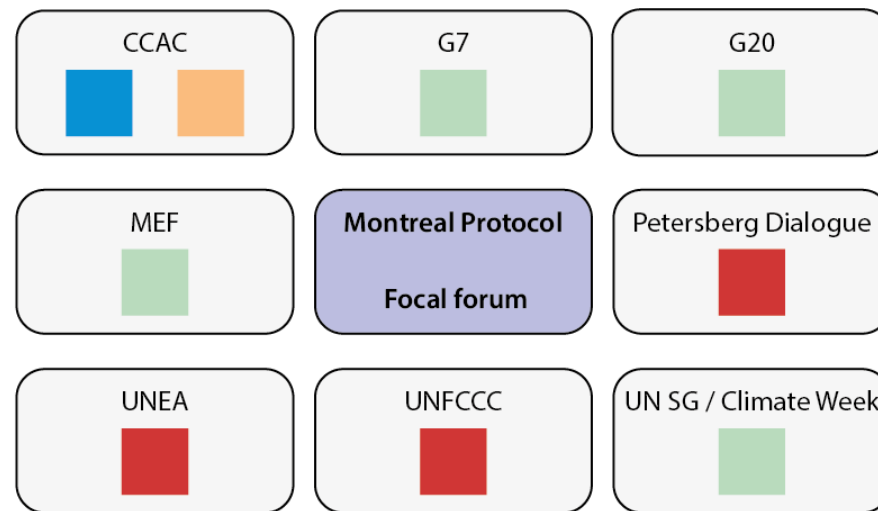 CCAC
G7
G20
MEF
Montreal Protocol
Focal forum
Petersberg Dialogue
UNEA
UNFCCC
UN SG / Climate Week